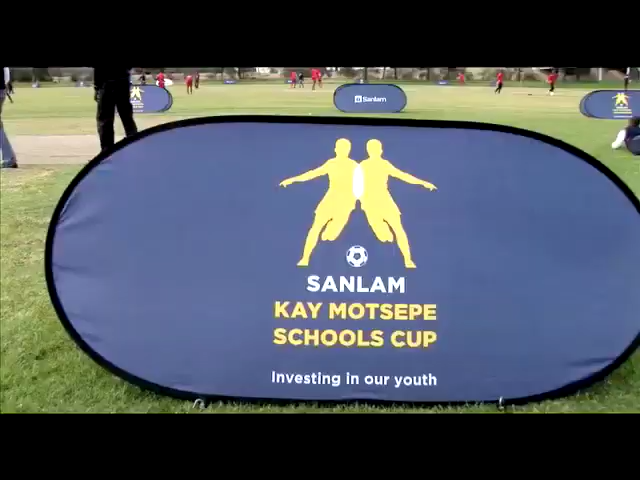 Sanlam
SANLAM
KAY MOTSEPE
SCHOOLS CUP
Investing in our youth